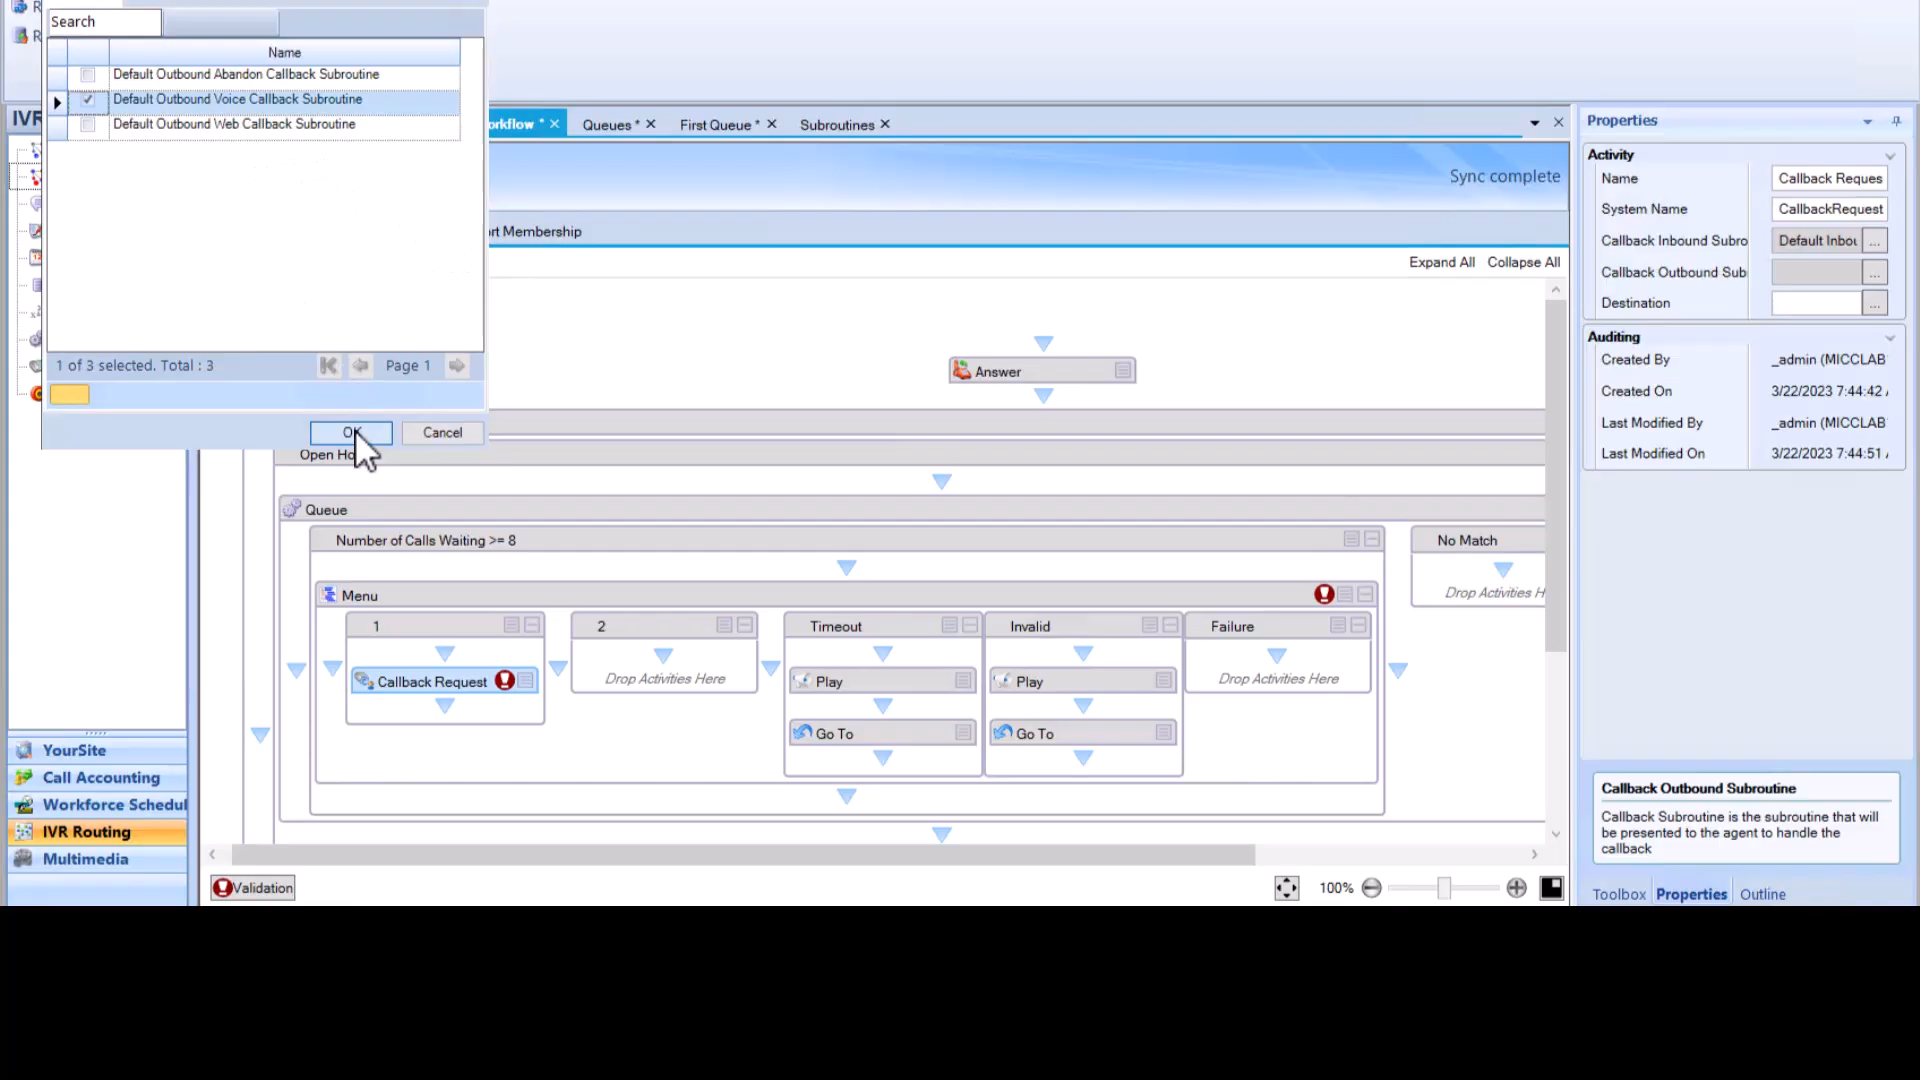 Search
Name
Default Outbound Abandon Callback Subroutine
Default Outbound Voice Callback Subroutine
Default Outbound Web Callback Subroutine
1 of 3 selected. Total : 3
Page 1
OK
Cancel
IVR
orkflow *
Queues *
First Queue *
Subroutines
Sync complete
rt Membership
Expand All
Collapse All
Answer
Open Ho
Queue
Number of Calls Waiting >= 8
No Match
Drop Activities H
Menu
1
2
Timeout
Invalid
Failure
Callback Request
Drop Activities Here
Play
Play
Drop Activities Here
Go To
Go To
YourSite
Call Accounting
Workforce Schedul
IVR Routing
Multimedia
Validation
100%
Properties
Activity
Name
Callback Reques
System Name
CallbackRequest
Callback Inbound Subro
Default Inbou
...
Callback Outbound Sub
...
Destination
...
Auditing
Created By
_admin (MICCLAB
Created On
3/22/2023 7:44:42
Last Modified By
_admin (MICCLAB
Last Modified On
3/22/2023 7:44:51
Callback Outbound Subroutine
Callback Subroutine is the subroutine that will
be presented to the agent to handle the
callback
Toolbox
Properties
Outline